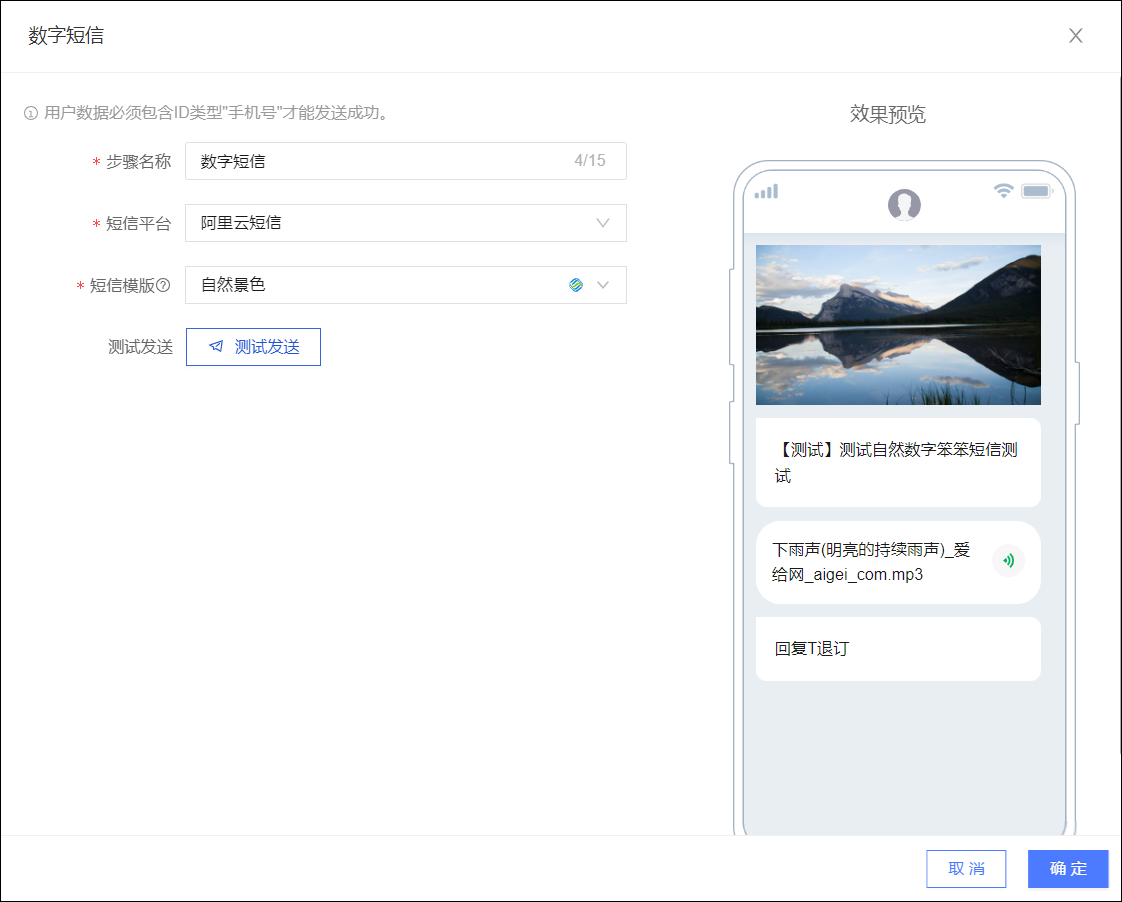 数字短信
用户数据必须包含ID类型"手机号"才能发送成功。
* 步骤名称 数字短信 4/15
* 短信平台 阿里云短信
* 短信模版 自然景色
测试发送 测试发送
效果预览
【测试】测试自然数字笨笨短信测
试
下雨声(明亮的持续雨声)_爱
给网_aigei_com.mp3
回复T退订
取 消 确 定